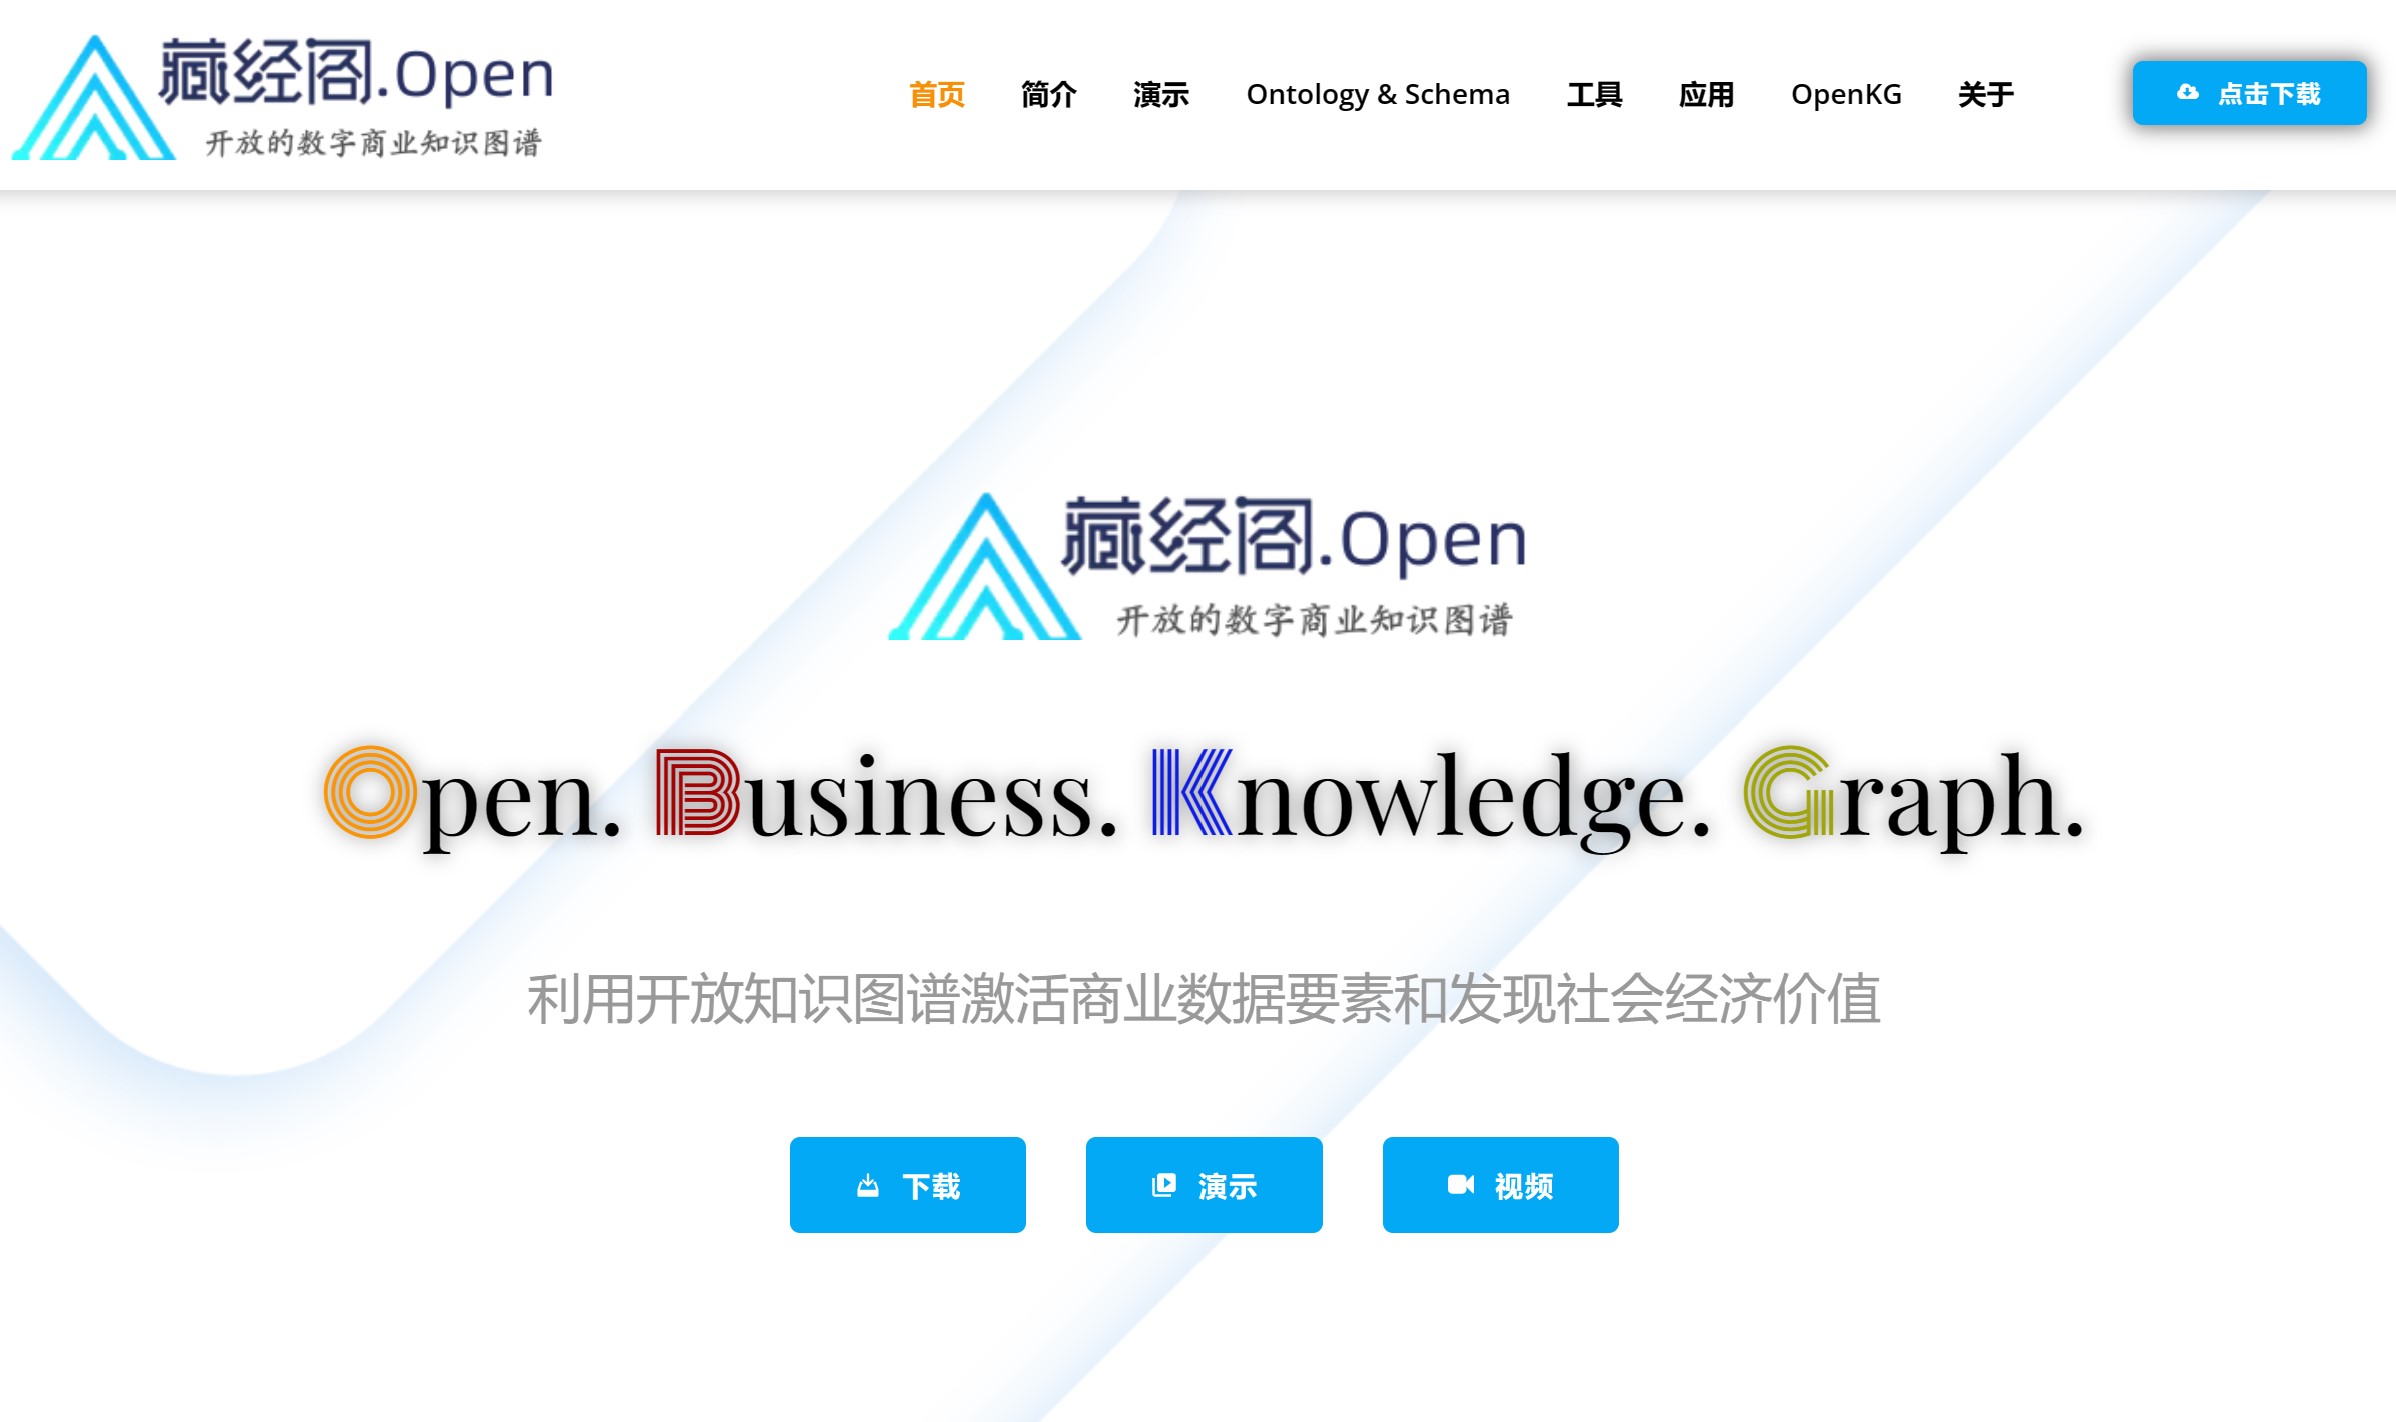 藏经阁.Open
开放的数字商业知识图谱
首页 简介 演示 Ontology & Schema 工具 应用 OpenKG 关于 点击下载
藏经阁.Open
开放的数字商业知识图谱
Open. Business. Knowledge. Graph.
利用开放知识图谱激活商业数据要素和发现社会经济价值
下载 演示 视频